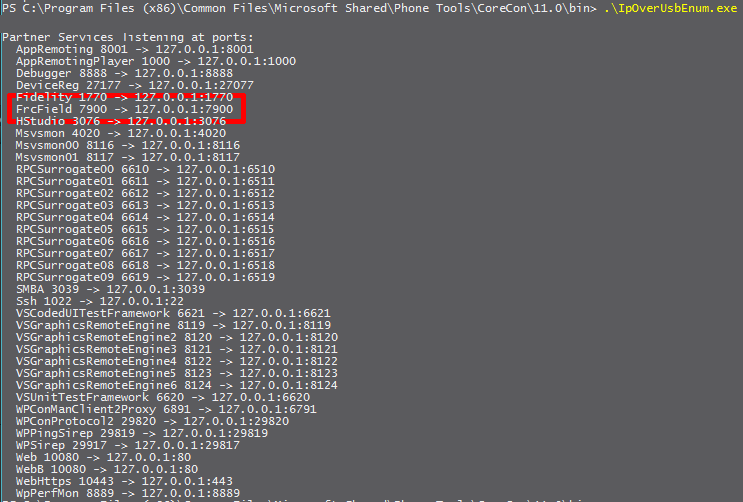 PS C:\Program Files (x86)\Common Files\Microsoft Shared\Phone Tools\CoreCon\11.0\bin> .\IpOverUsbEnum.exe
Partner Services listening at ports:
AppRemoting 8001 -> 127.0.0.1:8001
AppRemotingPlayer 1000 -> 127.0.0.1:1000
Debugger 8888 -> 127.0.0.1:8888
DeviceReg 27177 -> 127.0.0.1:27077
Fidelity 1770 -> 127.0.0.1:1770
FrcField 7900 -> 127.0.0.1:7900
HStudio 3076 -> 127.0.0.1:3076
Msvsmon 4020 -> 127.0.0.1:4020
Msvsmon00 8116 -> 127.0.0.1:8116
Msvsmon01 8117 -> 127.0.0.1:8117
RPCSurrogate00 6610 -> 127.0.0.1:6510
RPCSurrogate01 6611 -> 127.0.0.1:6511
RPCSurrogate02 6612 -> 127.0.0.1:6512
RPCSurrogate03 6613 -> 127.0.0.1:6513
RPCSurrogate04 6614 -> 127.0.0.1:6514
RPCSurrogate05 6615 -> 127.0.0.1:6515
RPCSurrogate06 6616 -> 127.0.0.1:6516
RPCSurrogate07 6617 -> 127.0.0.1:6517
RPCSurrogate08 6618 -> 127.0.0.1:6518
RPCSurrogate09 6619 -> 127.0.0.1:6519
SMBA 3039 -> 127.0.0.1:3039
Ssh 1022 -> 127.0.0.1:22
VSCodedUITestFramework 6621 -> 127.0.0.1:6621
VSGraphicsRemoteEngine 8119 -> 127.0.0.1:8119
VSGraphicsRemoteEngine2 8120 -> 127.0.0.1:8120
VSGraphicsRemoteEngine3 8121 -> 127.0.0.1:8121
VSGraphicsRemoteEngine4 8122 -> 127.0.0.1:8122
VSGraphicsRemoteEngine5 8123 -> 127.0.0.1:8123
VSGraphicsRemoteEngine6 8124 -> 127.0.0.1:8124
VSUnitTestFramework 6620 -> 127.0.0.1:6620
WPConManClient2Proxy 6891 -> 127.0.0.1:6791
WPConProtocol2 29820 -> 127.0.0.1:29820
WPPingSirep 29819 -> 127.0.0.1:29819
WPSirep 29917 -> 127.0.0.1:29817
Web 10080 -> 127.0.0.1:80
WebB 10080 -> 127.0.0.1:80
WebHttps 10443 -> 127.0.0.1:443
WpPerfMon 8889 -> 127.0.0.1:8889